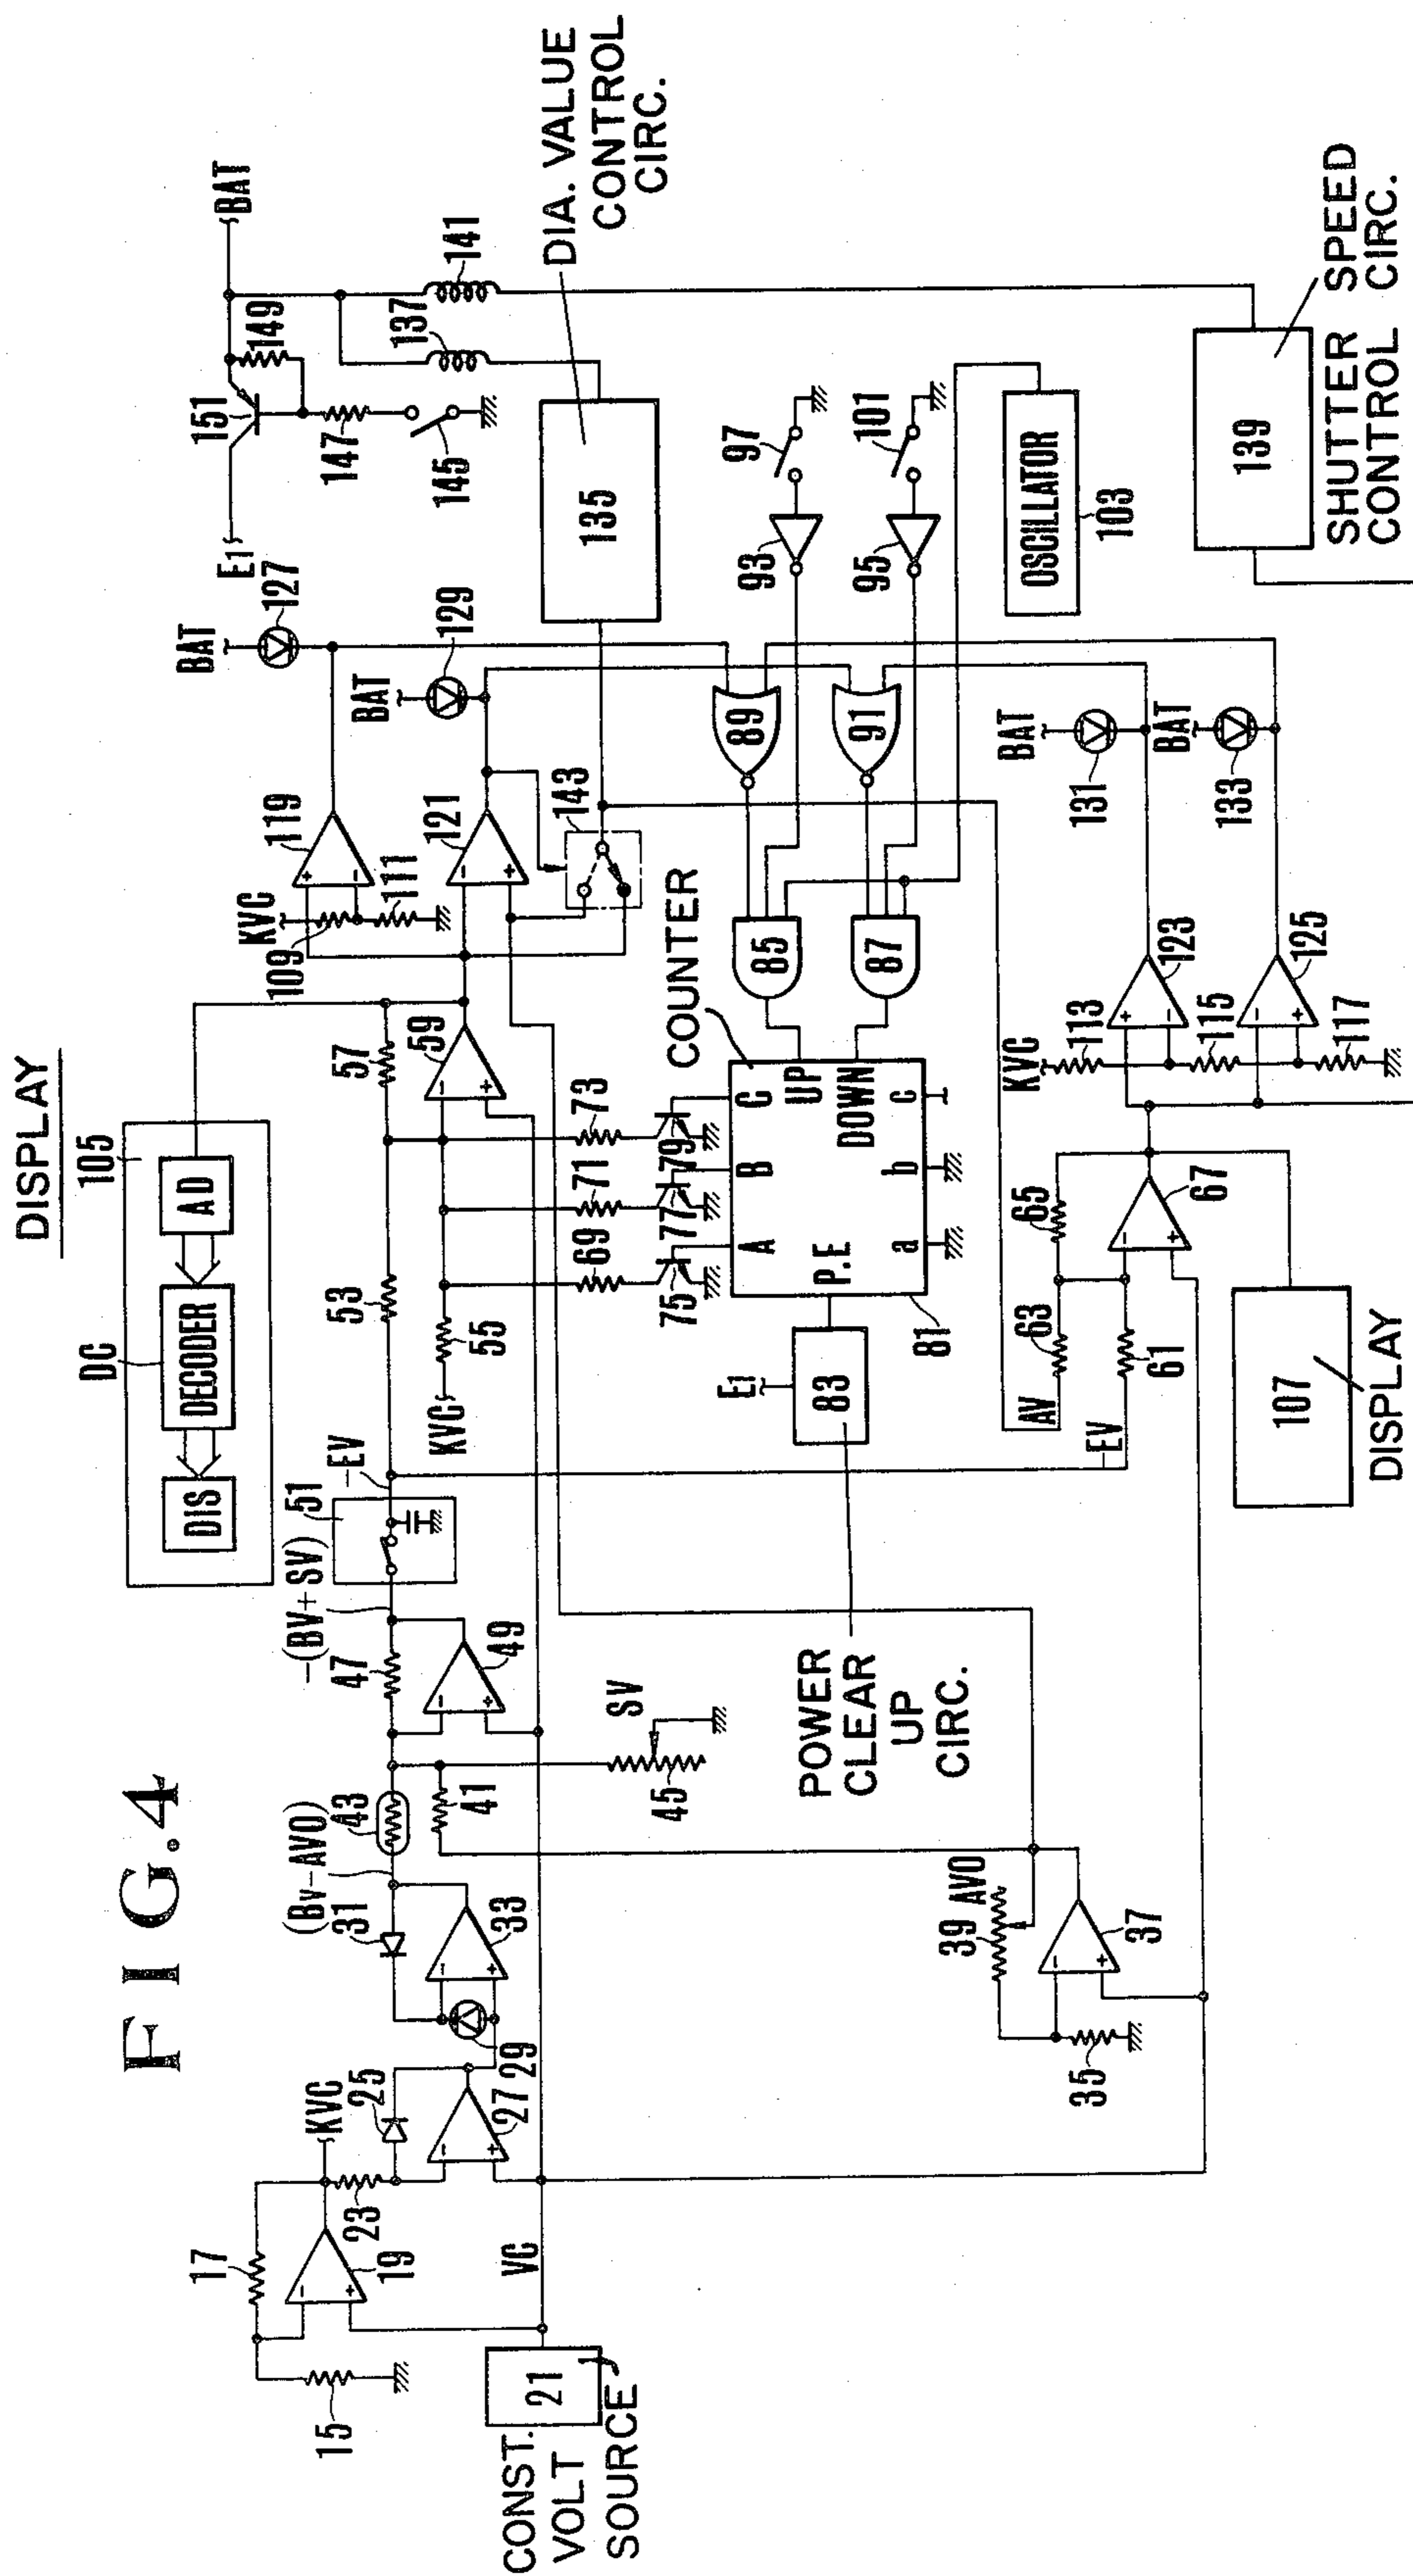 FIG.4
DISPLAY
105
DC
DIS
DECODER
AD
17
19
15
KVC
23
25
27
29
31
(BV-AVO)
33
43
41
45
SV
47
49
-(BV+SV)
51
-EV
53
55
KVC
57
59
CONST.
VOLT
SOURCE
21
VC
35
37
39
AVO
69
71
73
75
77
79
A
B
C
P.E
UP
DOWN
a
b
c
81
83
E1
POWER
CLEAR
UP
CIRC.
COUNTER
85
87
89
91
93
95
97
101
OSCILLATOR
103
KVC
109
111
119
121
143
BAT
127
BAT
129
E1
151
149
147
145
BAT
137
141
135
DIA. VALUE
CONTROL
CIRC.
AV
-EV
61
63
65
67
107
DISPLAY
KVC
113
115
117
123
125
BAT
131
BAT
133
139
SHUTTER SPEED
CONTROL CIRC.